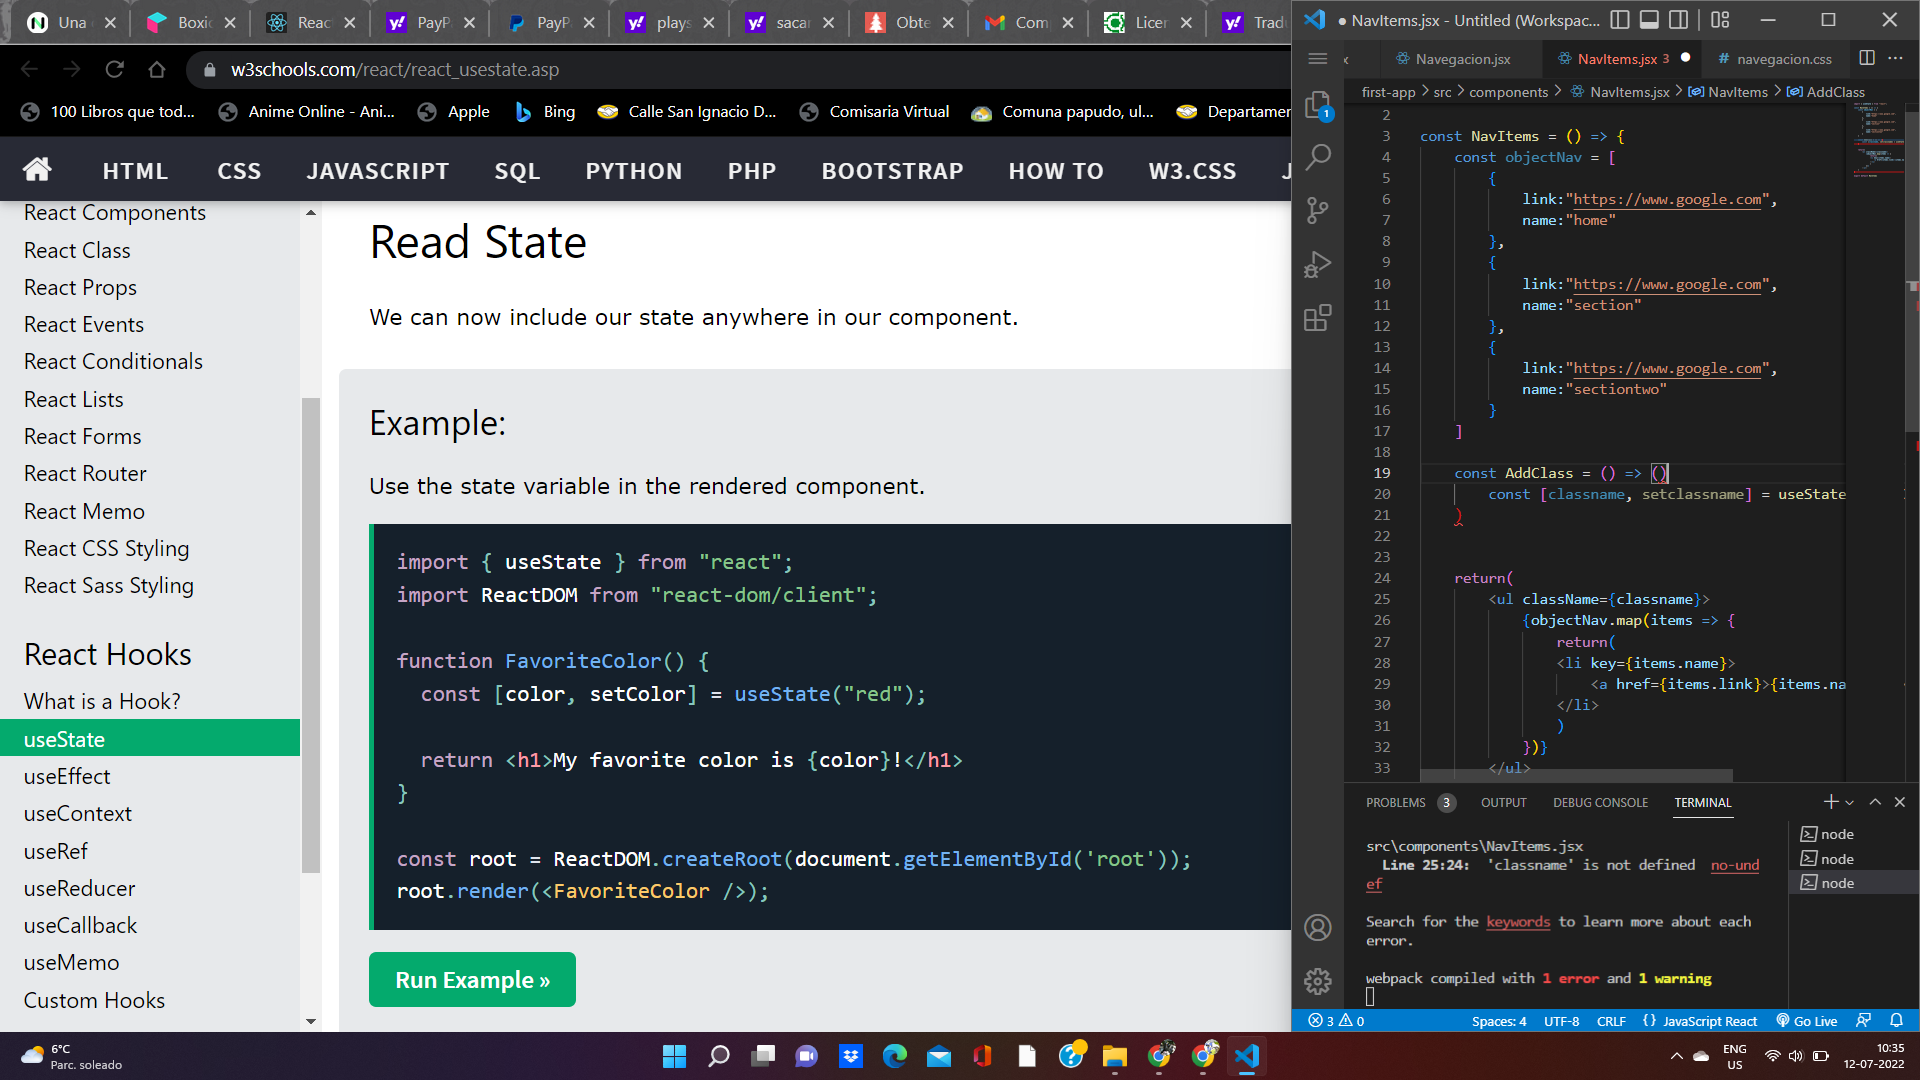 Una
Boxic
Reac
PayP
PayP
plays
sacar
Obte
Com
Licen
Tradu
w3schools.com/react/react_usestate.asp
100 Libros que tod...
Anime Online - Ani...
Apple
Bing
Calle San Ignacio D...
Comisaria Virtual
Comuna papudo, ul...
Departamen
HTML
CSS
JAVASCRIPT
SQL
PYTHON
PHP
BOOTSTRAP
HOW TO
W3.CSS
React Components
React Class
React Props
React Events
React Conditionals
React Lists
React Forms
React Router
React Memo
React CSS Styling
React Sass Styling
React Hooks
What is a Hook?
useState
useEffect
useContext
useRef
useReducer
useCallback
useMemo
Custom Hooks
Read State
We can now include our state anywhere in our component.
Example:
Use the state variable in the rendered component.
import { useState } from "react";
import ReactDOM from "react-dom/client";
function FavoriteColor() {
const [color, setColor] = useState("red");
return <h1>My favorite color is {color}!</h1>
}
const root = ReactDOM.createRoot(document.getElementById('root'));
root.render(<FavoriteColor />);
Run Example »
● NavItems.jsx - Untitled (Workspac...
Navegacion.jsx
NavItems.jsx 3
# navegacion.css
first-app > src > components > NavItems.jsx > NavItems > AddClass
1
2
3 const NavItems = () => {
4 const objectNav = [
5 {
6 link:"https://www.google.com",
7 name:"home"
8 },
9 {
10 link:"https://www.google.com",
11 name:"section"
12 },
13 {
14 link:"https://www.google.com",
15 name:"sectiontwo"
16 }
17 ]
18
19 const AddClass = () => ()
20 const [classname, setclassname] = useState
21 )
22
23
24 return(
25 <ul className={classname}>
26 {objectNav.map(items => {
27 return(
28 <li key={items.name}>
29 <a href={items.link}>{items.na
30 </li>
31 )
32 })}
33 </ul>
PROBLEMS 3
OUTPUT
DEBUG CONSOLE
TERMINAL
src\components\NavItems.jsx
Line 25:24: 'classname' is not defined no-und
ef
Search for the keywords to learn more about each
error.
webpack compiled with 1 error and 1 warning
node
node
node
3 0
Spaces: 4
UTF-8
CRLF
{} JavaScript React
Go Live
6°C
Parc. soleado
ENG
US
10:35
12-07-2022